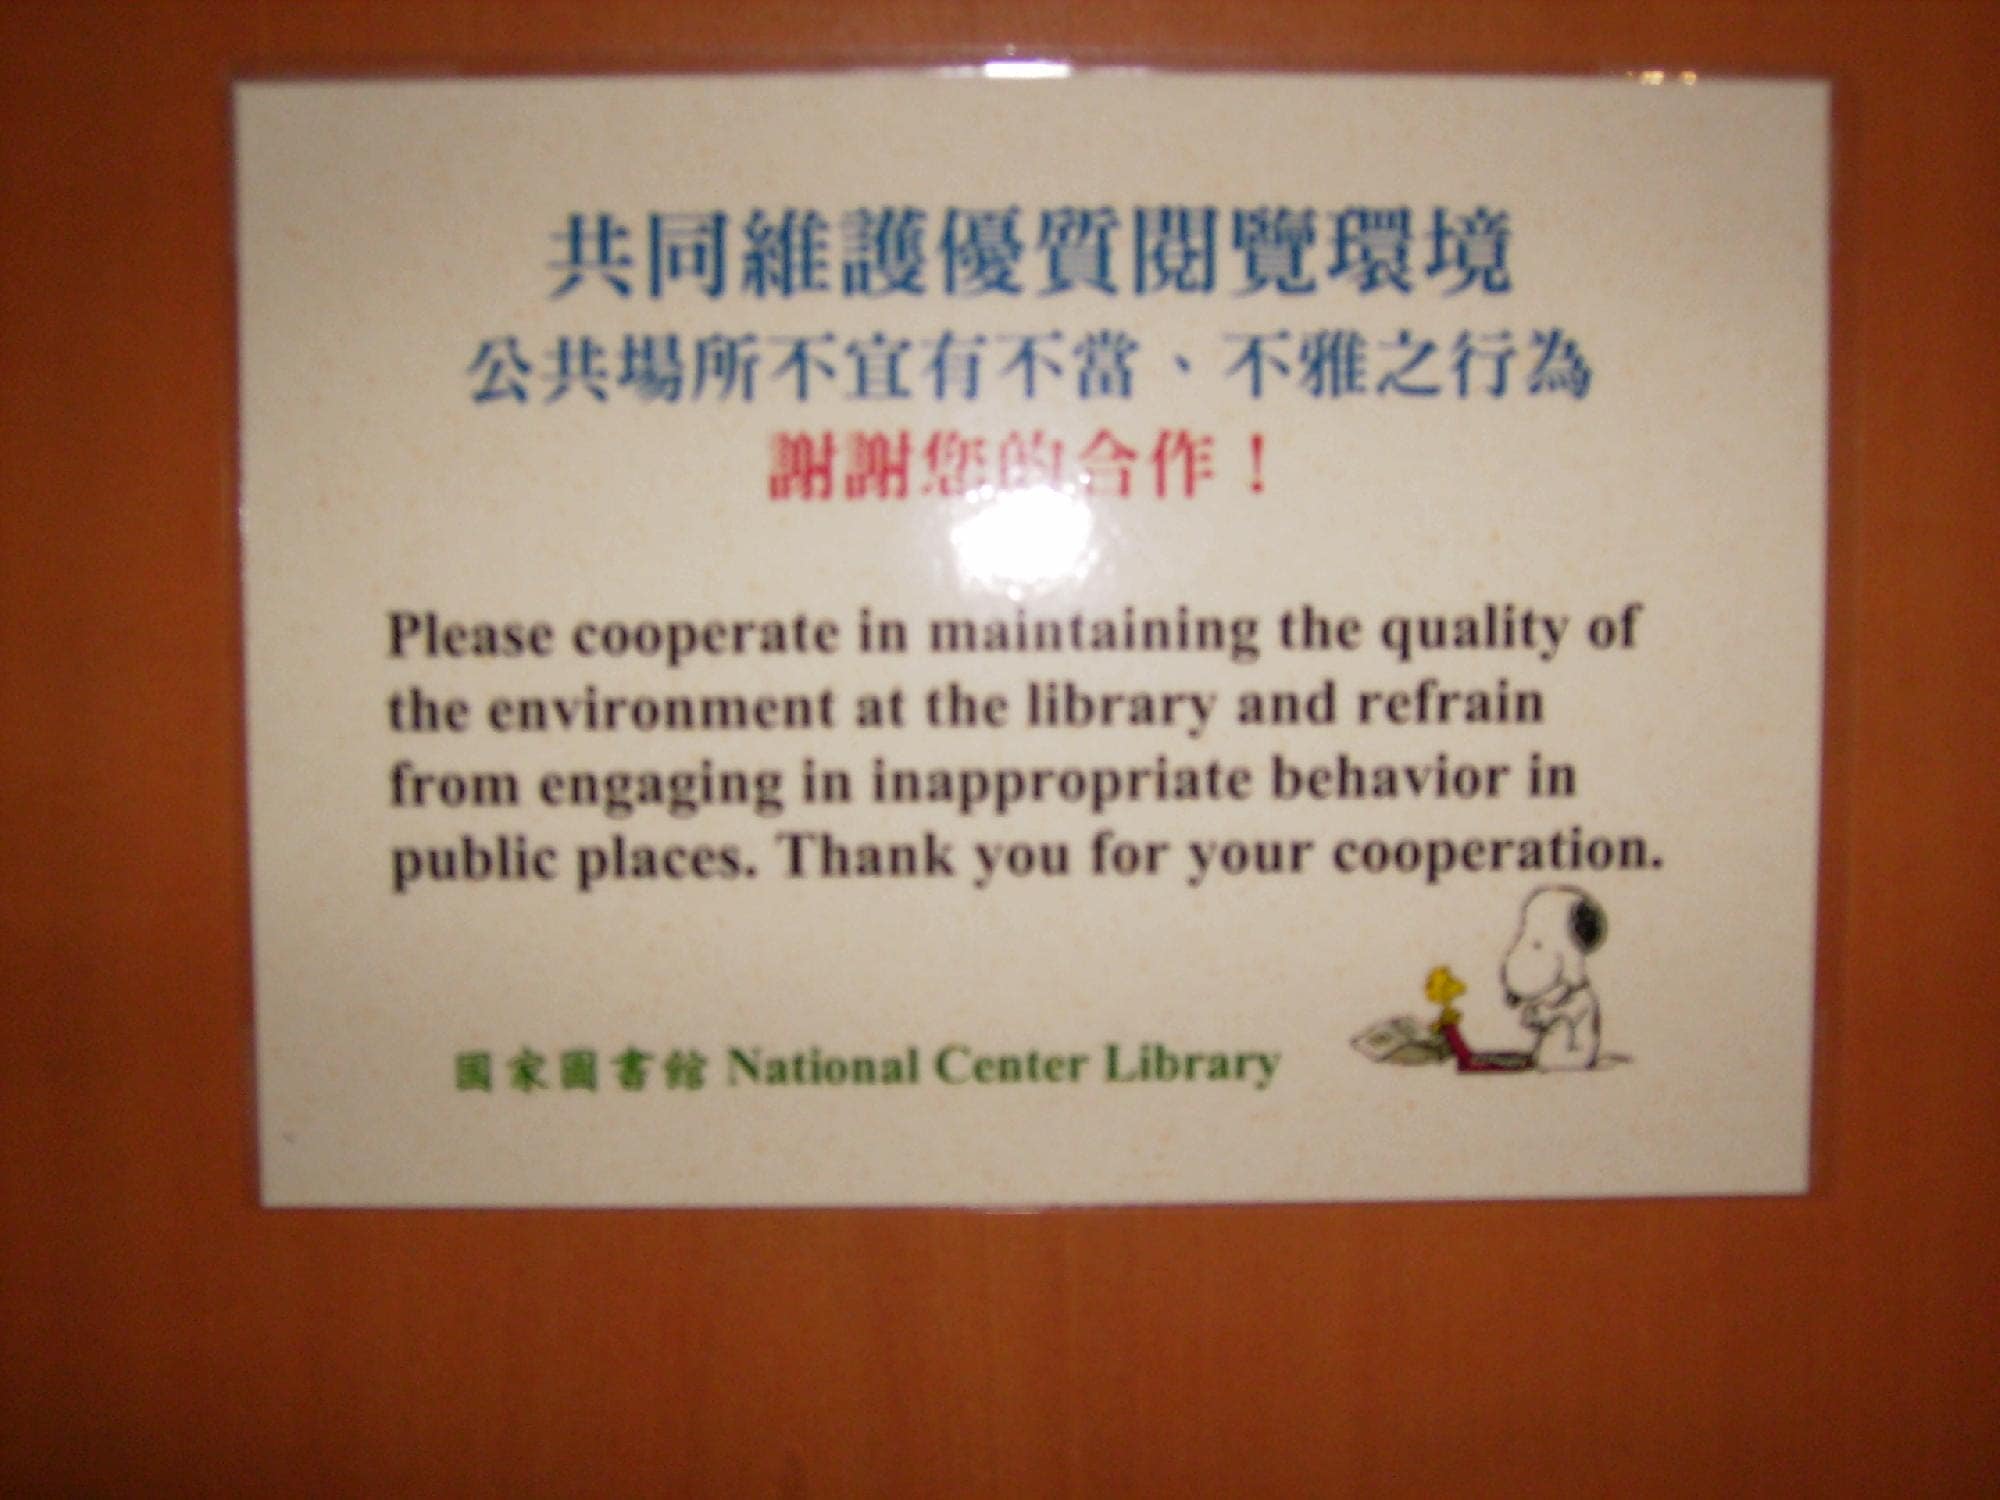 共同維護優質閱覽環境
公共場所不宜有不當、不雅之行為
謝謝您的合作！
Please cooperate in maintaining the quality of
the environment at the library and refrain
from engaging in inappropriate behavior in
public places. Thank you for your cooperation.
國家圖書館 National Center Library